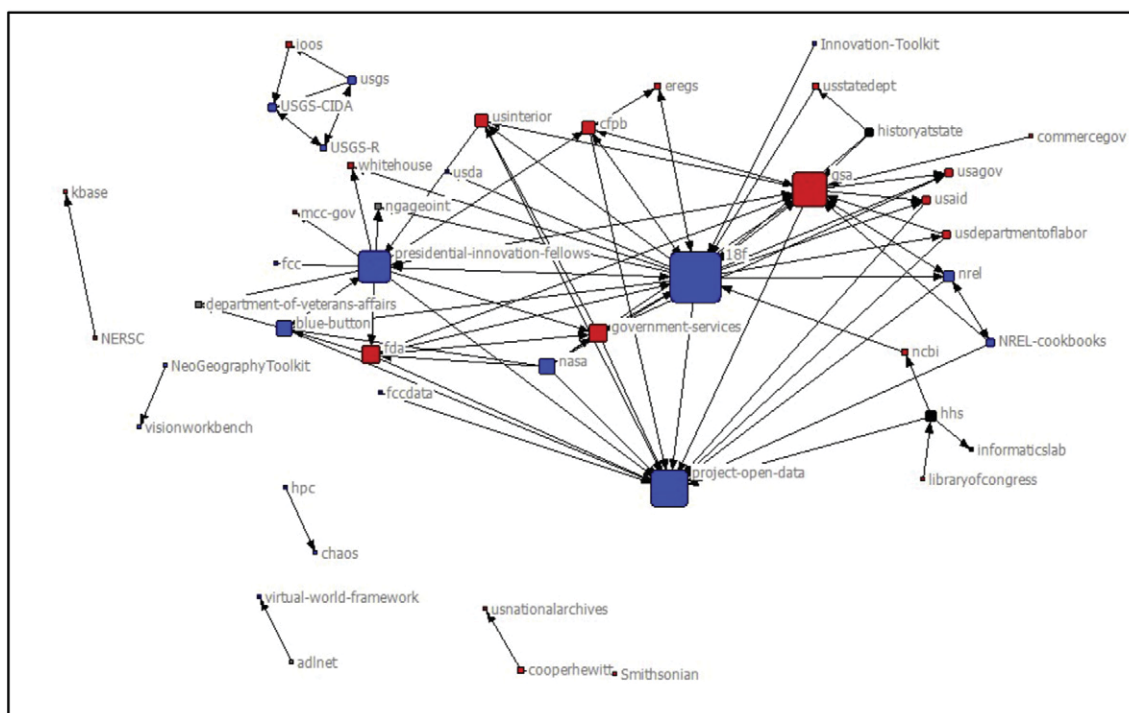 ioos
Innovation-Toolkit
usgs
eregs
usstatedept
USGS-CIDA
usinterior
cfpb
historyatstate
commercegov
USGS-R
whitehouse
usda
gsa
usagov
kbase
usaid
mcc-gov
ngageoint
usdepartmentoflabor
presidential-innovation-fellows
18f
fcc
nrel
department-of-veterans-affairs
blue-button
government-services
NERSC
NREL-cookbooks
fda
ncbi
NeoGeographyToolkit
nasa
fccdata
hhs
visionworkbench
informaticslab
project-open-data
libraryofcongress
hpc
chaos
virtual-world-framework
usnationalarchives
adlnet
cooperhewitt
Smithsonian